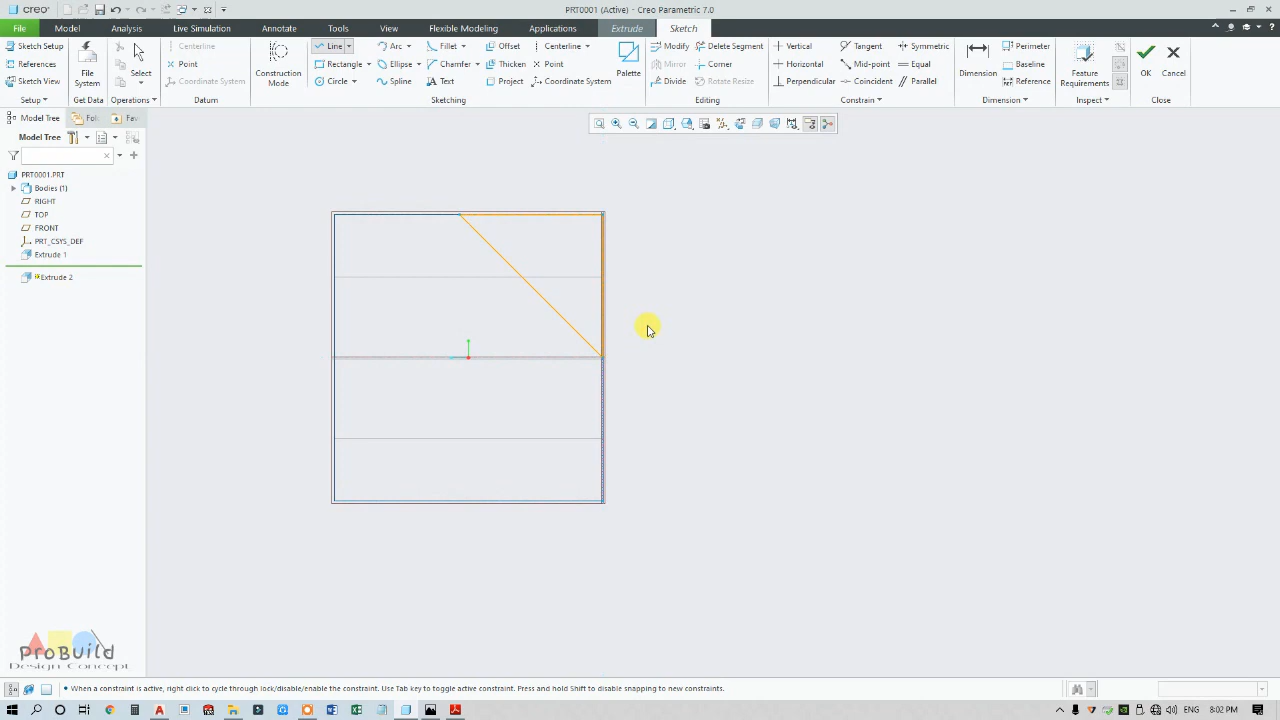 creo
PRT0001 (Active) - Creo Parametric 7.0
File Model Analysis Annotate Tools View Flexible Modeling Applications Extrude Sketch
Sketch Setup
References
Sketch View
Setup
File System
Get Data
Select
Operations
Centerline
Point
Coordinate System
Datum
Construction Mode
Line
Rectangle
Circle
Arc
Ellipse
Spline
Fillet
Chamfer
Text
Offset
Thicken
Project
Centerline
Point
Coordinate System
Palette
Sketching
Modify
Mirror
Divide
Delete Segment
Corner
Rotate Resize
Editing
Vertical
Horizontal
Perpendicular
Tangent
Mid-point
Coincident
Symmetric
Equal
Parallel
Constrain
Dimension
Perimeter
Baseline
Reference
Dimension
Feature Requirements
Inspect
OK
Cancel
Close
Model Tree
Fol
Fav
Model Tree
PRT0001.PRT
Bodies (1)
RIGHT
TOP
FRONT
PRT_CSYS_DEF
Extrude 1
Extrude 2
ProBuild
Design Concept
When a constraint is active, right click to cycle through lock/disable/enable the constraint. Use Tab key to toggle active constraint. Press and hold Shift to disable snapping to new constraints.
ENG 8:02 PM